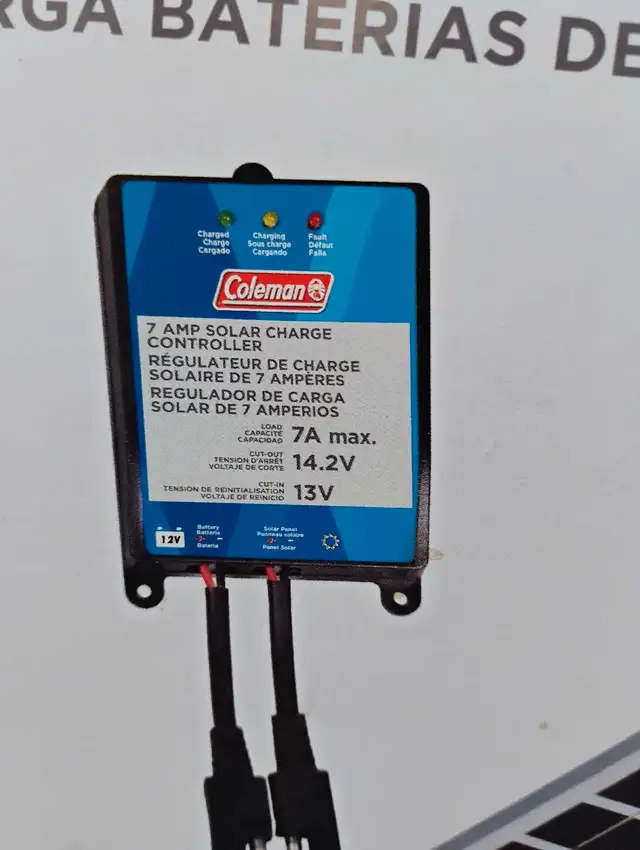 RGA BATERIAS DE
Charged
Charge
Cargado
Charging
Sous charge
Cargando
Fault
Défaut
Falla
Coleman
7 AMP SOLAR CHARGE
CONTROLLER
RÉGULATEUR DE CHARGE
SOLAIRE DE 7 AMPÈRES
REGULADOR DE CARGA
SOLAR DE 7 AMPERIOS
LOAD
CAPACITÉ
CAPACIDAD
7A max.
CUT-OUT
TENSION D'ARRÊT
VOLTAJE DE CORTE
14.2V
CUT-IN
TENSION DE RÉINITIALISATION
VOLTAJE DE REINICIO
13V
12V
Battery
Batterie
+ -
Bateria
Solar Panel
Panneau solaire
+ -
Panel Solar